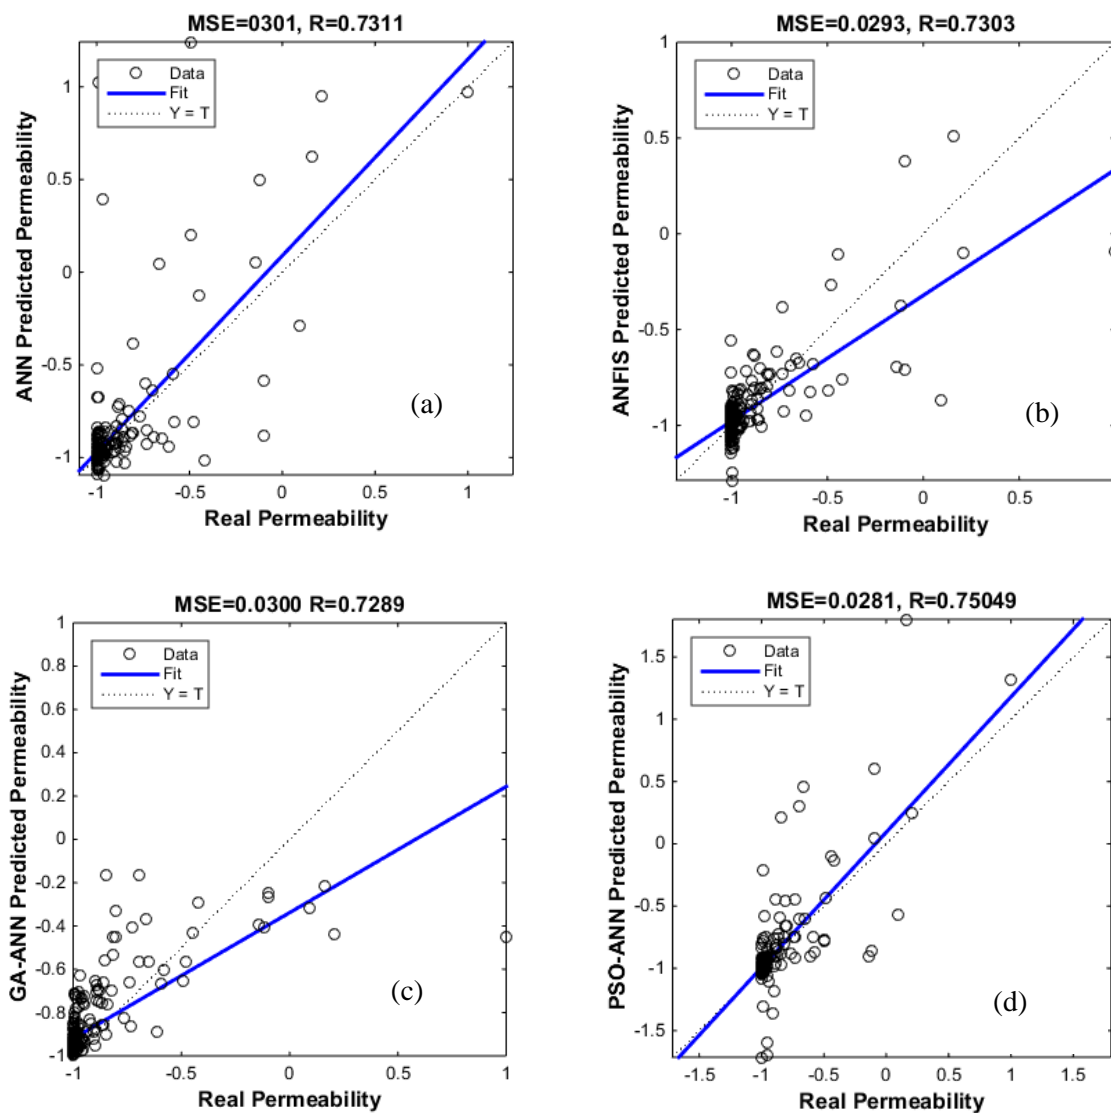 MSE=0301, R=0.7311
1
0.5
0
-0.5
-1
-1
-0.5
0
0.5
1
Data
Fit
Y = T
ANN Predicted Permeability
Real Permeability
(a)
MSE=0.0293, R=0.7303
1
0.5
0
-0.5
-1
-1
-0.5
0
0.5
Data
Fit
Y = T
ANFIS Predicted Permeability
Real Permeability
(b)
MSE=0.0300 R=0.7289
1
0.8
0.6
0.4
0.2
0
-0.2
-0.4
-0.6
-0.8
-1
-1
-0.5
0
0.5
1
Data
Fit
Y = T
GA-ANN Predicted Permeability
Real Permeability
(c)
MSE=0.0281, R=0.75049
1.5
1
0.5
0
-0.5
-1
-1.5
-1.5
-1
-0.5
0
0.5
1
1.5
Data
Fit
Y = T
PSO-ANN Predicted Permeability
Real Permeability
(d)